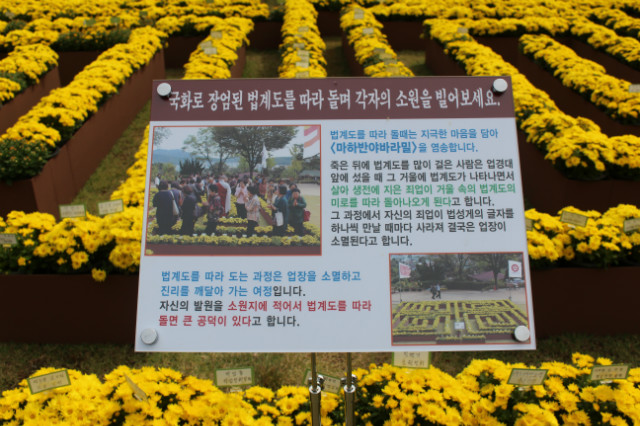 국화로 장엄된 법계도를 따라 돌며 각자의 소원을 빌어보세요.
법계도를 따라 돌때는 지극한 마음을 담아
<마하반야바라밀>을 염송합니다.
죽은 뒤에 법계도를 많이 걸은 사람은 업경대
앞에 섰을 때 그 거울에 법계도가 나타나면서
살아 생전에 지은 죄업이 거울 속의 법계도의
미로를 따라 돌아나오게 된다고 합니다.
그 과정에서 자신의 죄업이 법성게의 글자를
하나씩 만날 때마다 사라져 결국은 업장이
소멸된다고 합니다.
법계도를 따라 도는 과정은 업장을 소멸하고
진리를 깨달아 가는 여정입니다.
자신의 발원을 소원지에 적어서 법계도를 따라
돌면 큰 공덕이 있다고 합니다.